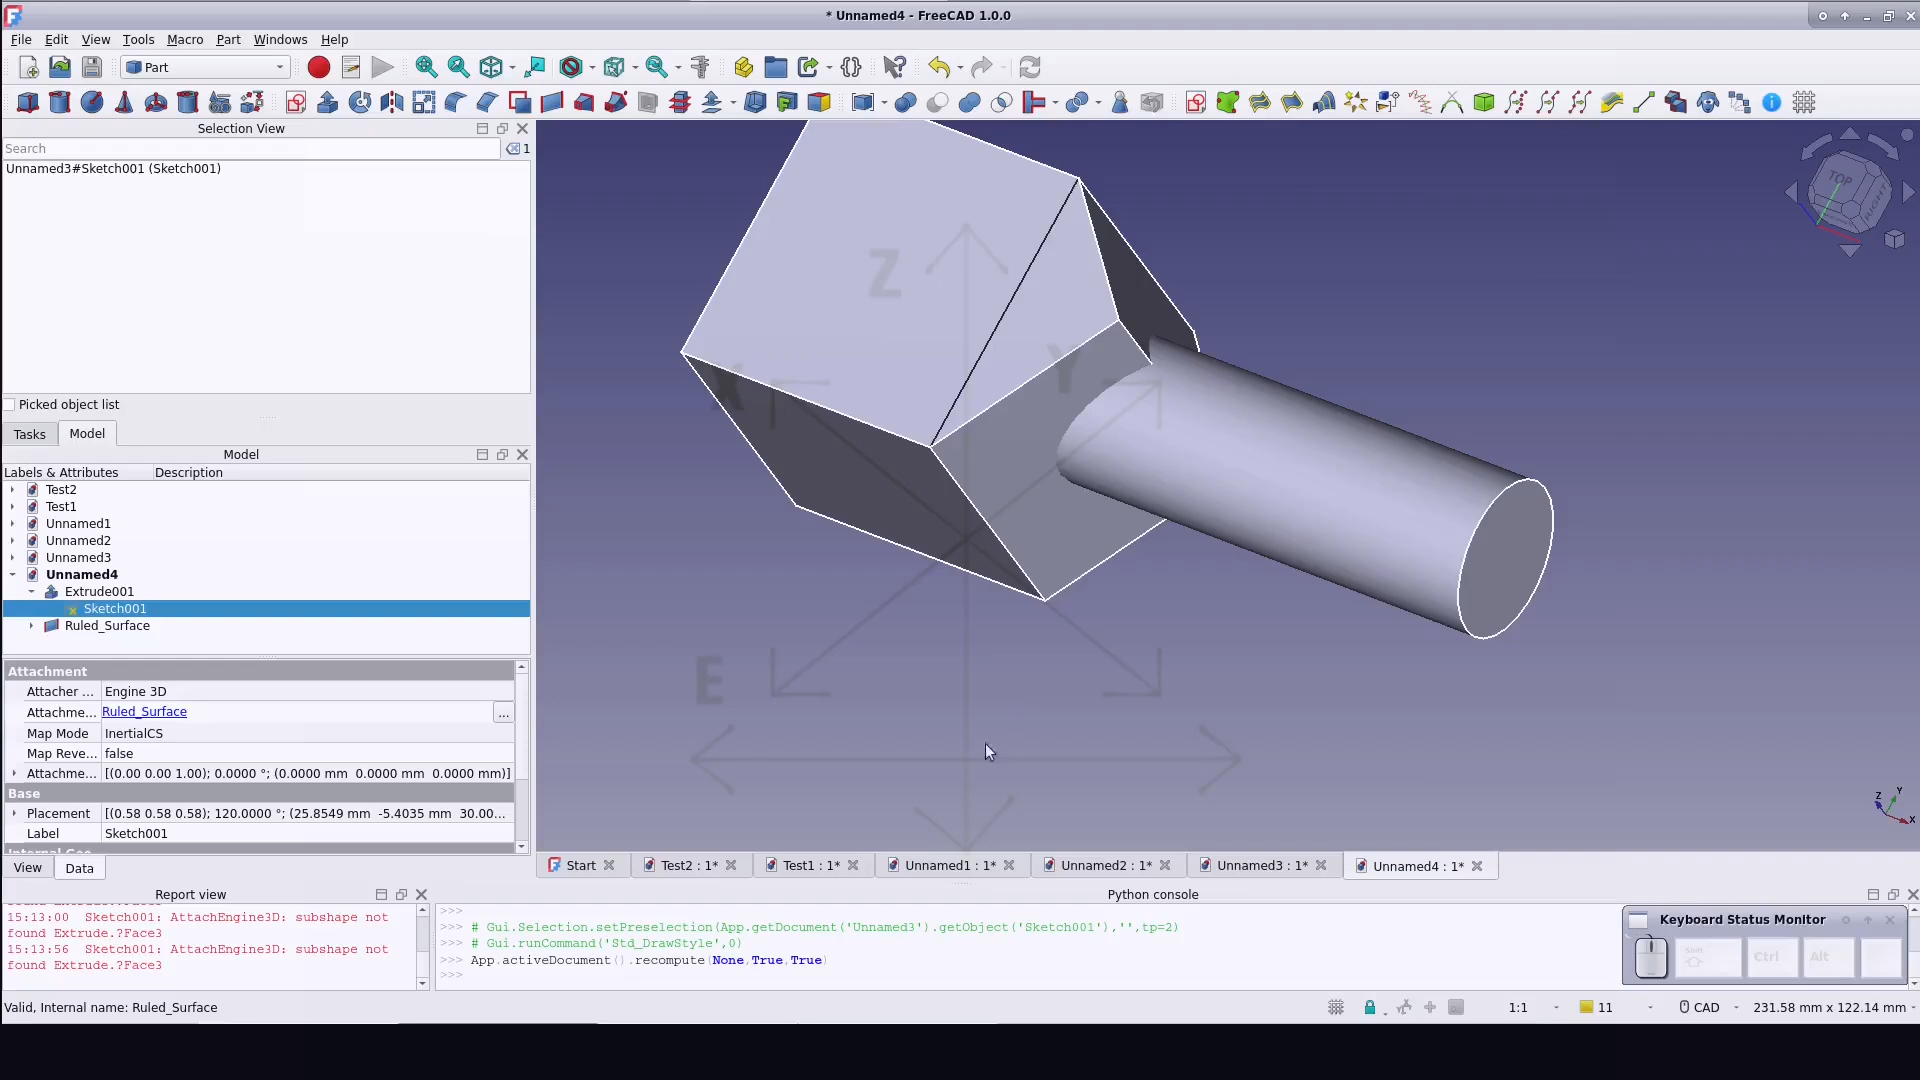 * Unnamed4 - FreeCAD 1.0.0
File Edit View Tools Macro Part Windows Help
Part
Selection View
Search
1
Unnamed3#Sketch001 (Sketch001)
Picked object list
Tasks Model
Model
Labels & Attributes Description
Test2
Test1
Unnamed1
Unnamed2
Unnamed3
Unnamed4
Extrude001
Sketch001
Ruled_Surface
Attachment
Attacher ... Engine 3D
Attachme... Ruled_Surface ...
Map Mode InertialCS
Map Reve... false
Attachme... [(0.00 0.00 1.00); 0.0000 °; (0.0000 mm 0.0000 mm 0.0000 mm)]
Base
Placement [(0.58 0.58 0.58); 120.0000 °; (25.8549 mm -5.4035 mm 30.00...
Label Sketch001
View Data
Z
X
Y
E
TOP
RIGHT
Z
Y
X
Start Test2 : 1* Test1 : 1* Unnamed1 : 1* Unnamed2 : 1* Unnamed3 : 1* Unnamed4 : 1*
Report view
15:13:00 Sketch001: AttachEngine3D: subshape not
found Extrude.?Face3
15:13:56 Sketch001: AttachEngine3D: subshape not
found Extrude.?Face3
Python console
>>>
>>> # Gui.Selection.setPreselection(App.getDocument('Unnamed3').getObject('Sketch001'),'',tp=2)
>>> # Gui.runCommand('Std_DrawStyle',0)
>>> App.activeDocument().recompute(None,True,True)
>>>
Keyboard Status Monitor
Shift
Ctrl
Alt
Valid, Internal name: Ruled_Surface
1:1
11
CAD
231.58 mm x 122.14 mm